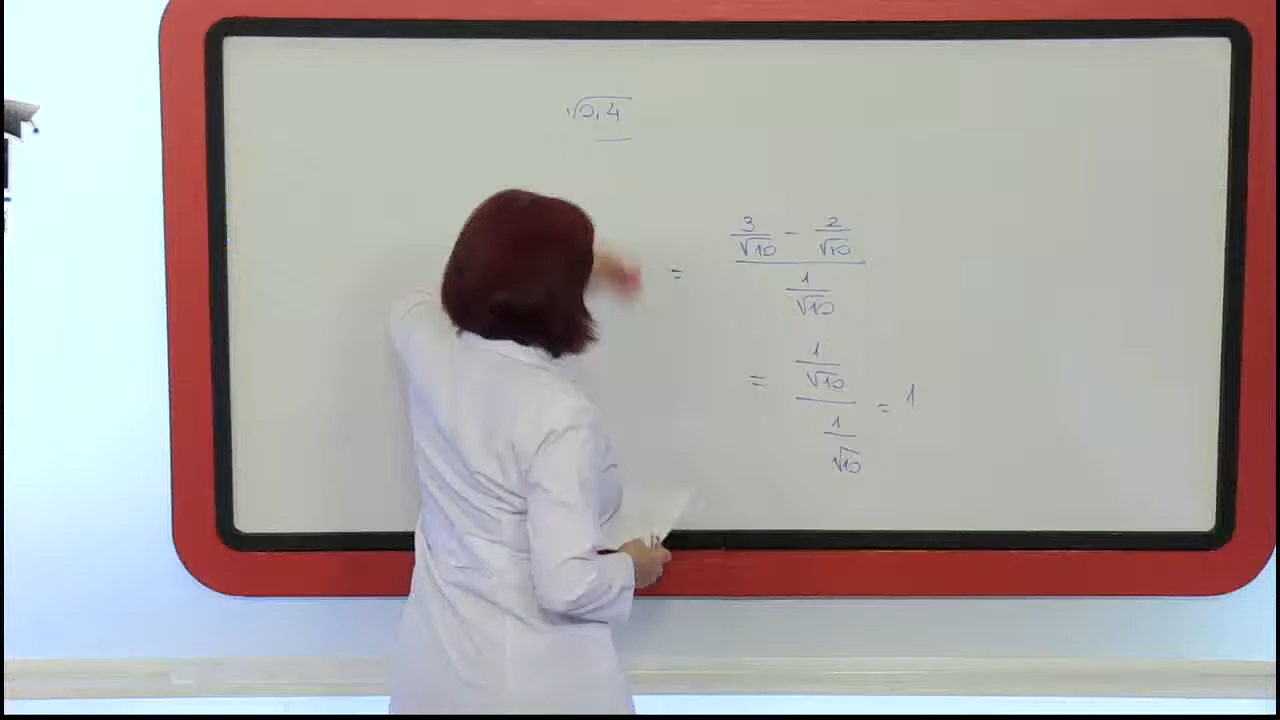 √0,4
= (3/√10 - 2/√10) / (1/√10)
= (1/√10) / (1/√10) = 1